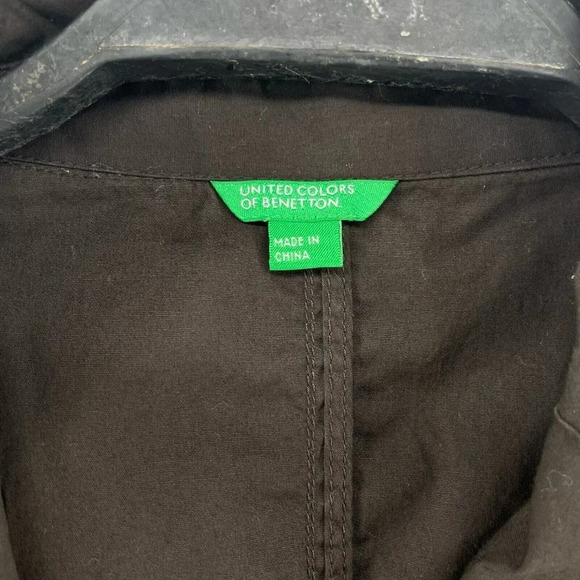 UNITED COLORS
OF BENETTON.
MADE IN
CHINA